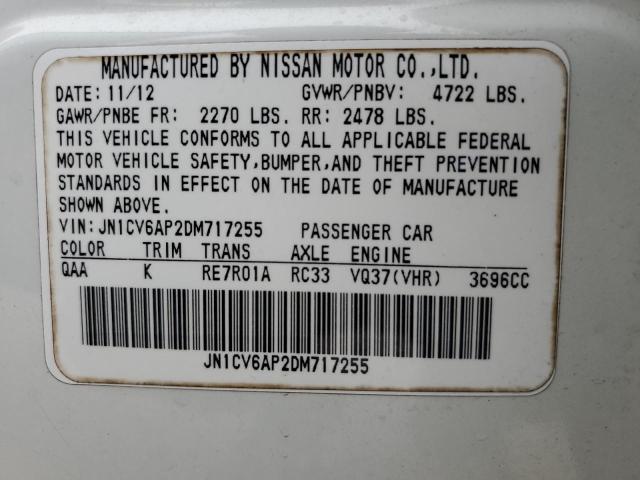 MANUFACTURED BY NISSAN MOTOR CO.,LTD.
DATE: 11/12 GVWR/PNBV: 4722 LBS.
GAWR/PNBE FR: 2270 LBS. RR: 2478 LBS.
THIS VEHICLE CONFORMS TO ALL APPLICABLE FEDERAL
MOTOR VEHICLE SAFETY,BUMPER,AND THEFT PREVENTION
STANDARDS IN EFFECT ON THE DATE OF MANUFACTURE
SHOWN ABOVE.
VIN:JN1CV6AP2DM717255 PASSENGER CAR
COLOR TRIM TRANS AXLE ENGINE
QAA K RE7R01A RC33 VQ37(VHR) 3696CC
JN1CV6AP2DM717255